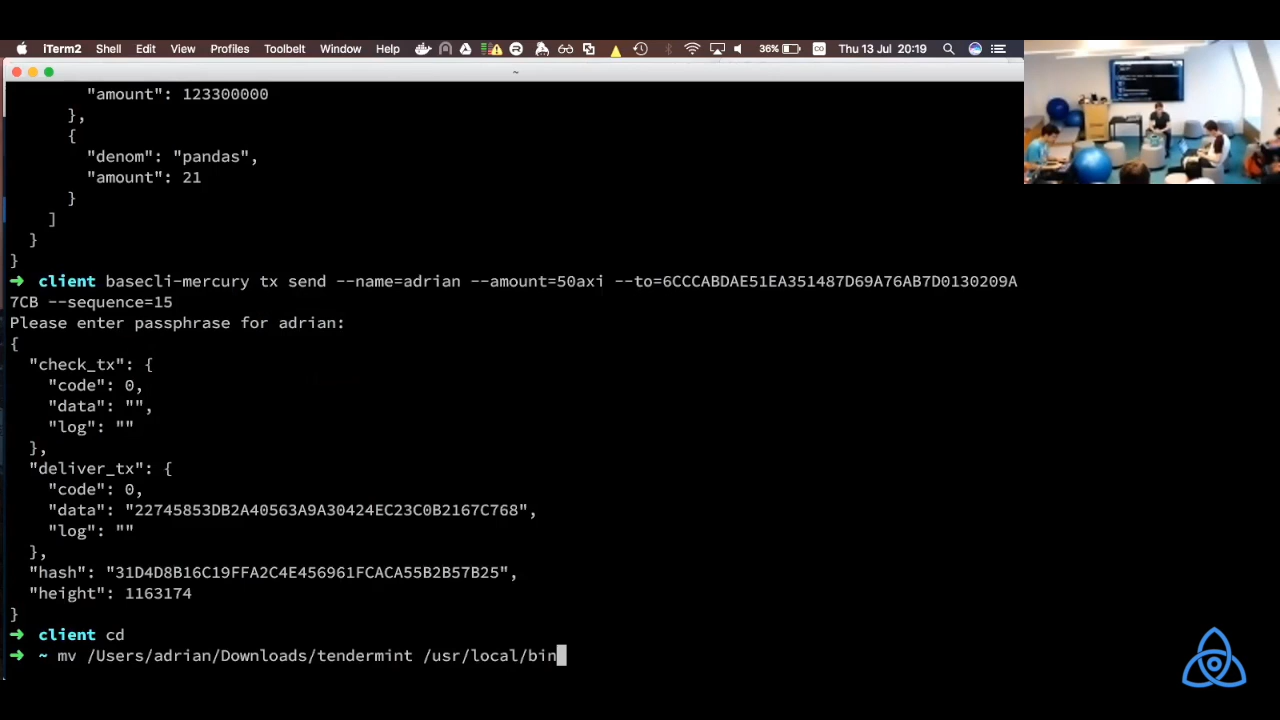 iTerm2 Shell Edit View Profiles Toolbelt Window Help 36% Thu 13 Jul 20:19
~
"amount": 123300000
},
{
"denom": "pandas",
"amount": 21
}
]
}
}
➜ client basecli-mercury tx send --name=adrian --amount=50axi --to=6CCCABDAE51EA351487D69A76AB7D0130209A
7CB --sequence=15
Please enter passphrase for adrian:
{
"check_tx": {
"code": 0,
"data": "",
"log": ""
},
"deliver_tx": {
"code": 0,
"data": "22745853DB2A40563A9A30424EC23C0B2167C768",
"log": ""
},
"hash": "31D4D8B16C19FFA2C4E456961FCACA55B2B57B25",
"height": 1163174
}
➜ client cd
➜ ~ mv /Users/adrian/Downloads/tendermint /usr/local/bin